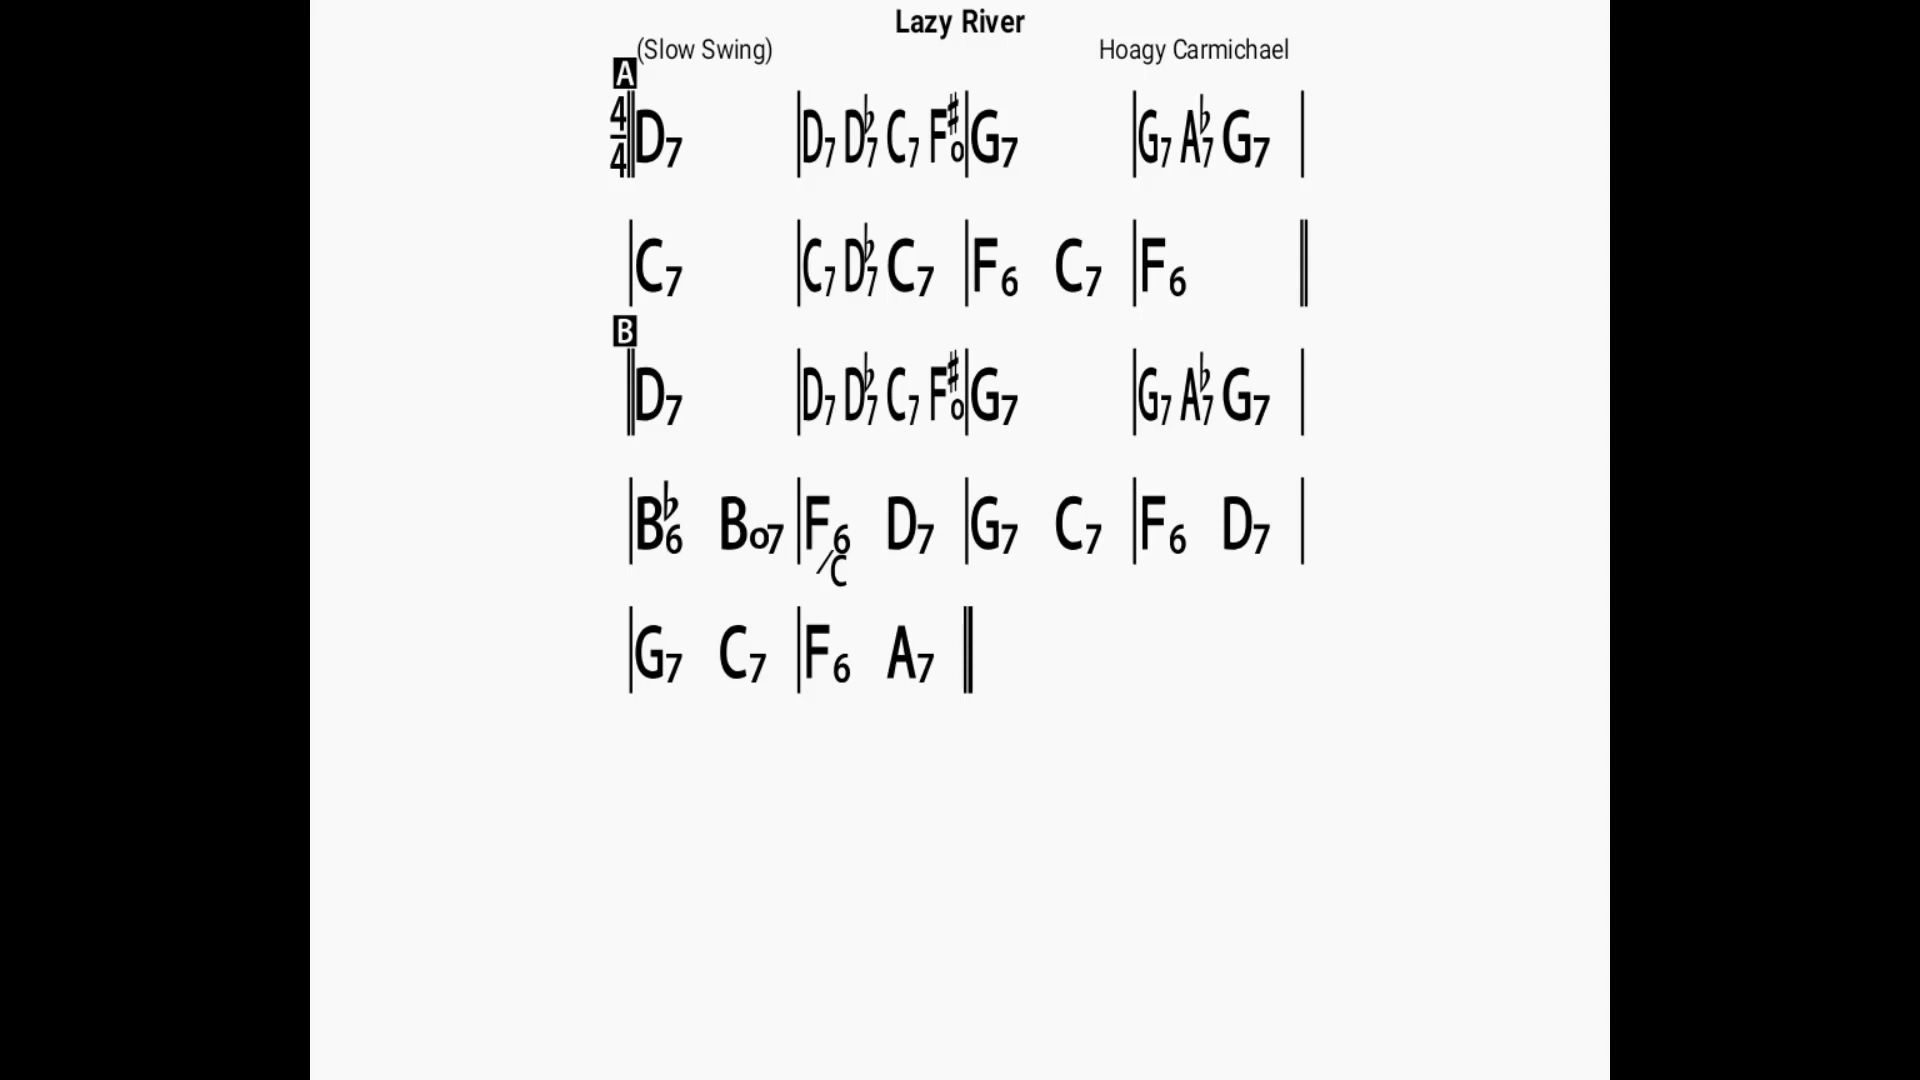 Lazy River
(Slow Swing) Hoagy Carmichael
A
4/4 D7 | D7 D♭7 C7 F♯o | G7 | G7 A♭7 G7 |
| C7 | C7 D♭7 C7 | F6 C7 | F6 ||
B
|| D7 | D7 D♭7 C7 F♯o | G7 | G7 A♭7 G7 |
| B♭6 Bo7 | F6/C D7 | G7 C7 | F6 D7 |
| G7 C7 | F6 A7 ||